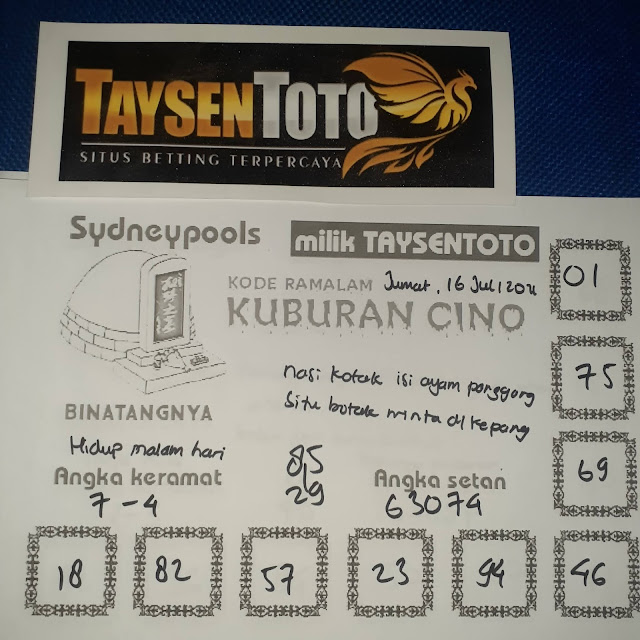 TAYSENTOTO
SITUS BETTING TERPERCAYA
Sydneypools
milik TAYSENTOTO
KODE RAMALAM Jumat, 16 Juli 2021
KUBURAN CINO
01
75
69
nasi kotak isi ayam panggang
Situ botak minta di kepang
BINATANGNYA
Hidup malam hari
Angka keramat
7-4
85
29
Angka setan
63074
18
82
57
23
94
46